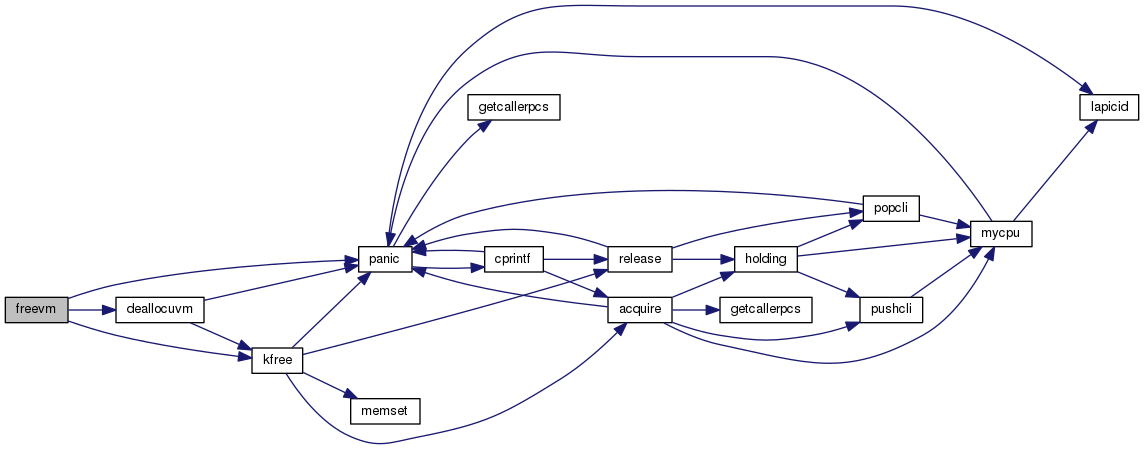 freevm
deallocuvm
kfree
panic
memset
getcallerpcs
cprintf
release
acquire
holding
getcallerpcs
popcli
pushcli
mycpu
lapicid